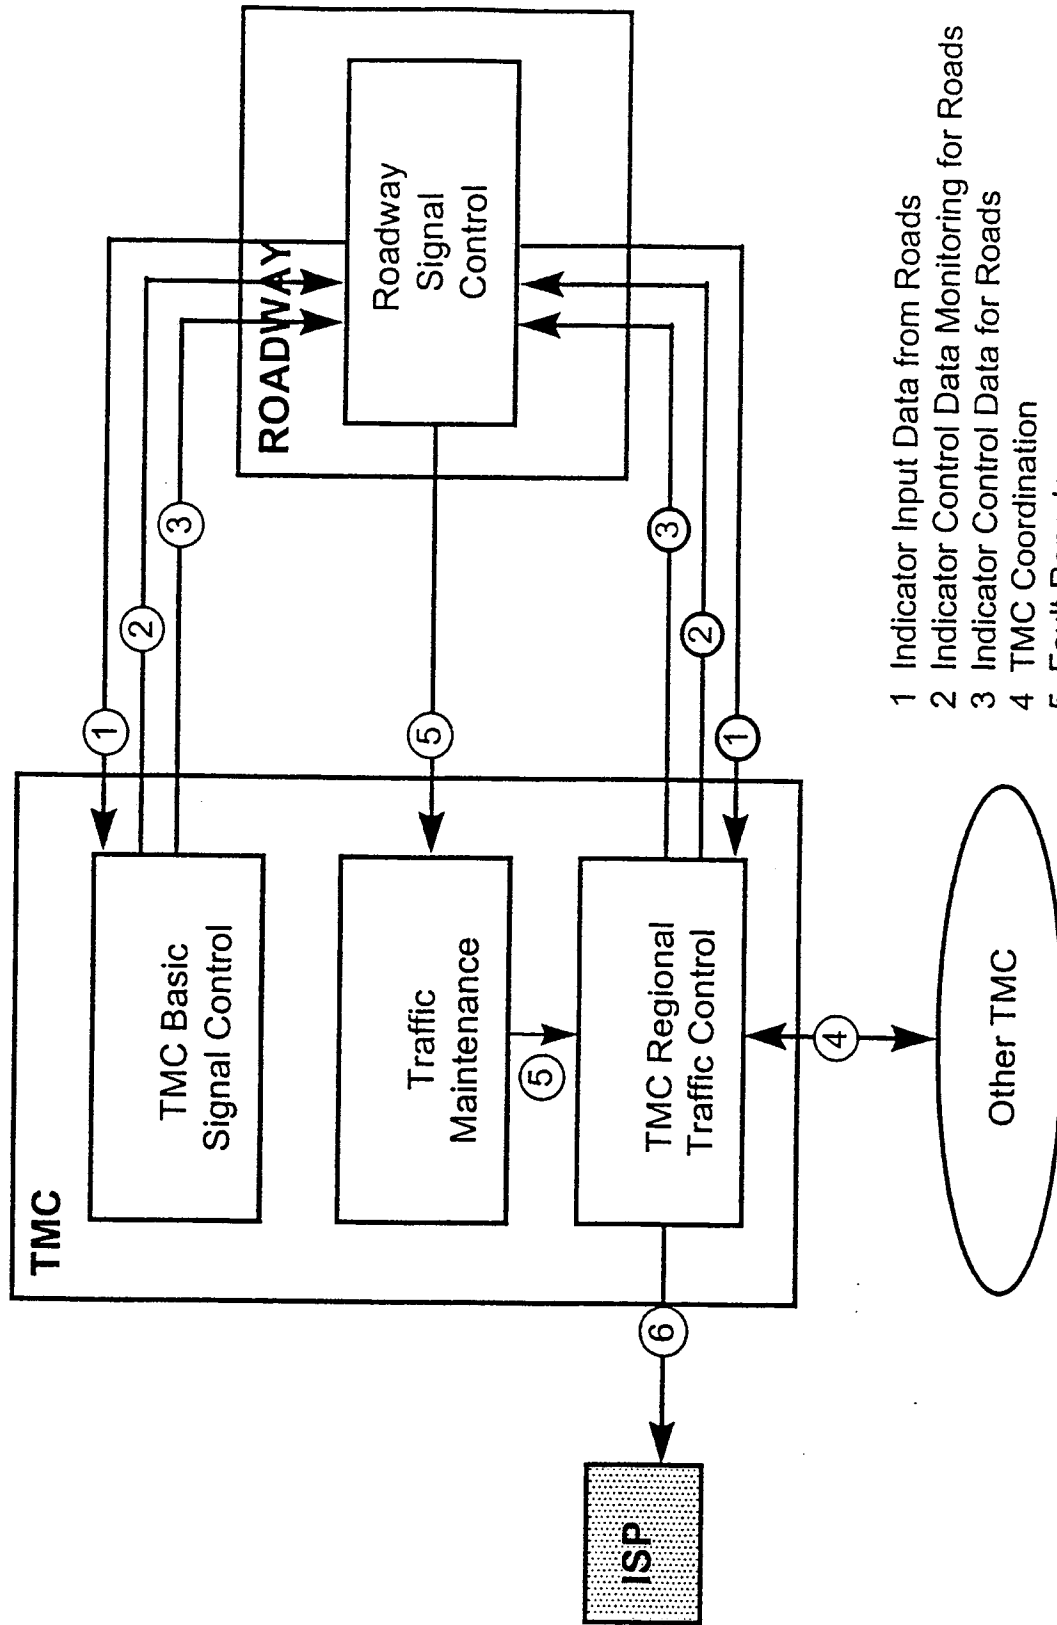 TMC
TMC Basic
Signal Control
Traffic
Maintenance
TMC Regional
Traffic Control
ROADWAY
Roadway
Signal
Control
ISP
Other TMC
1
2
3
5
5
3
2
1
4
6
1 Indicator Input Data from Roads
2 Indicator Control Data Monitoring for Roads
3 Indicator Control Data for Roads
4 TMC Coordination
5 Fault